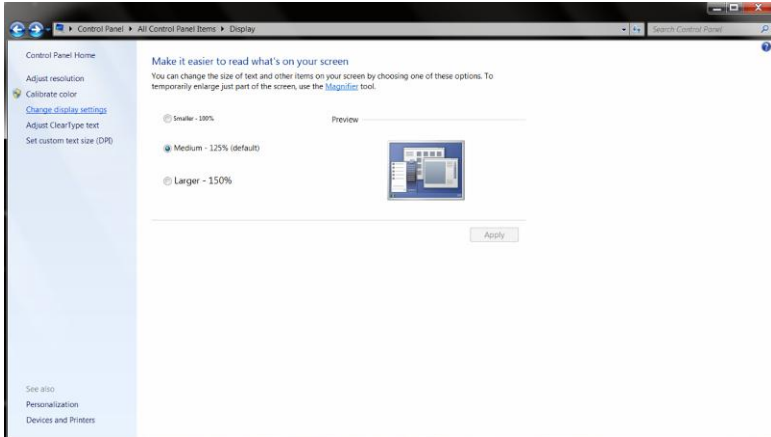 Control Panel ▸ All Control Panel Items ▸ Display
Search Control Panel
Control Panel Home
Adjust resolution
Calibrate color
Change display settings
Adjust ClearType text
Set custom text size (DPI)
See also
Personalization
Devices and Printers
Make it easier to read what's on your screen
You can change the size of text and other items on your screen by choosing one of these options. To
temporarily enlarge just part of the screen, use the Magnifier tool.
Smaller - 100%
Preview
Medium - 125% (default)
Larger - 150%
Apply